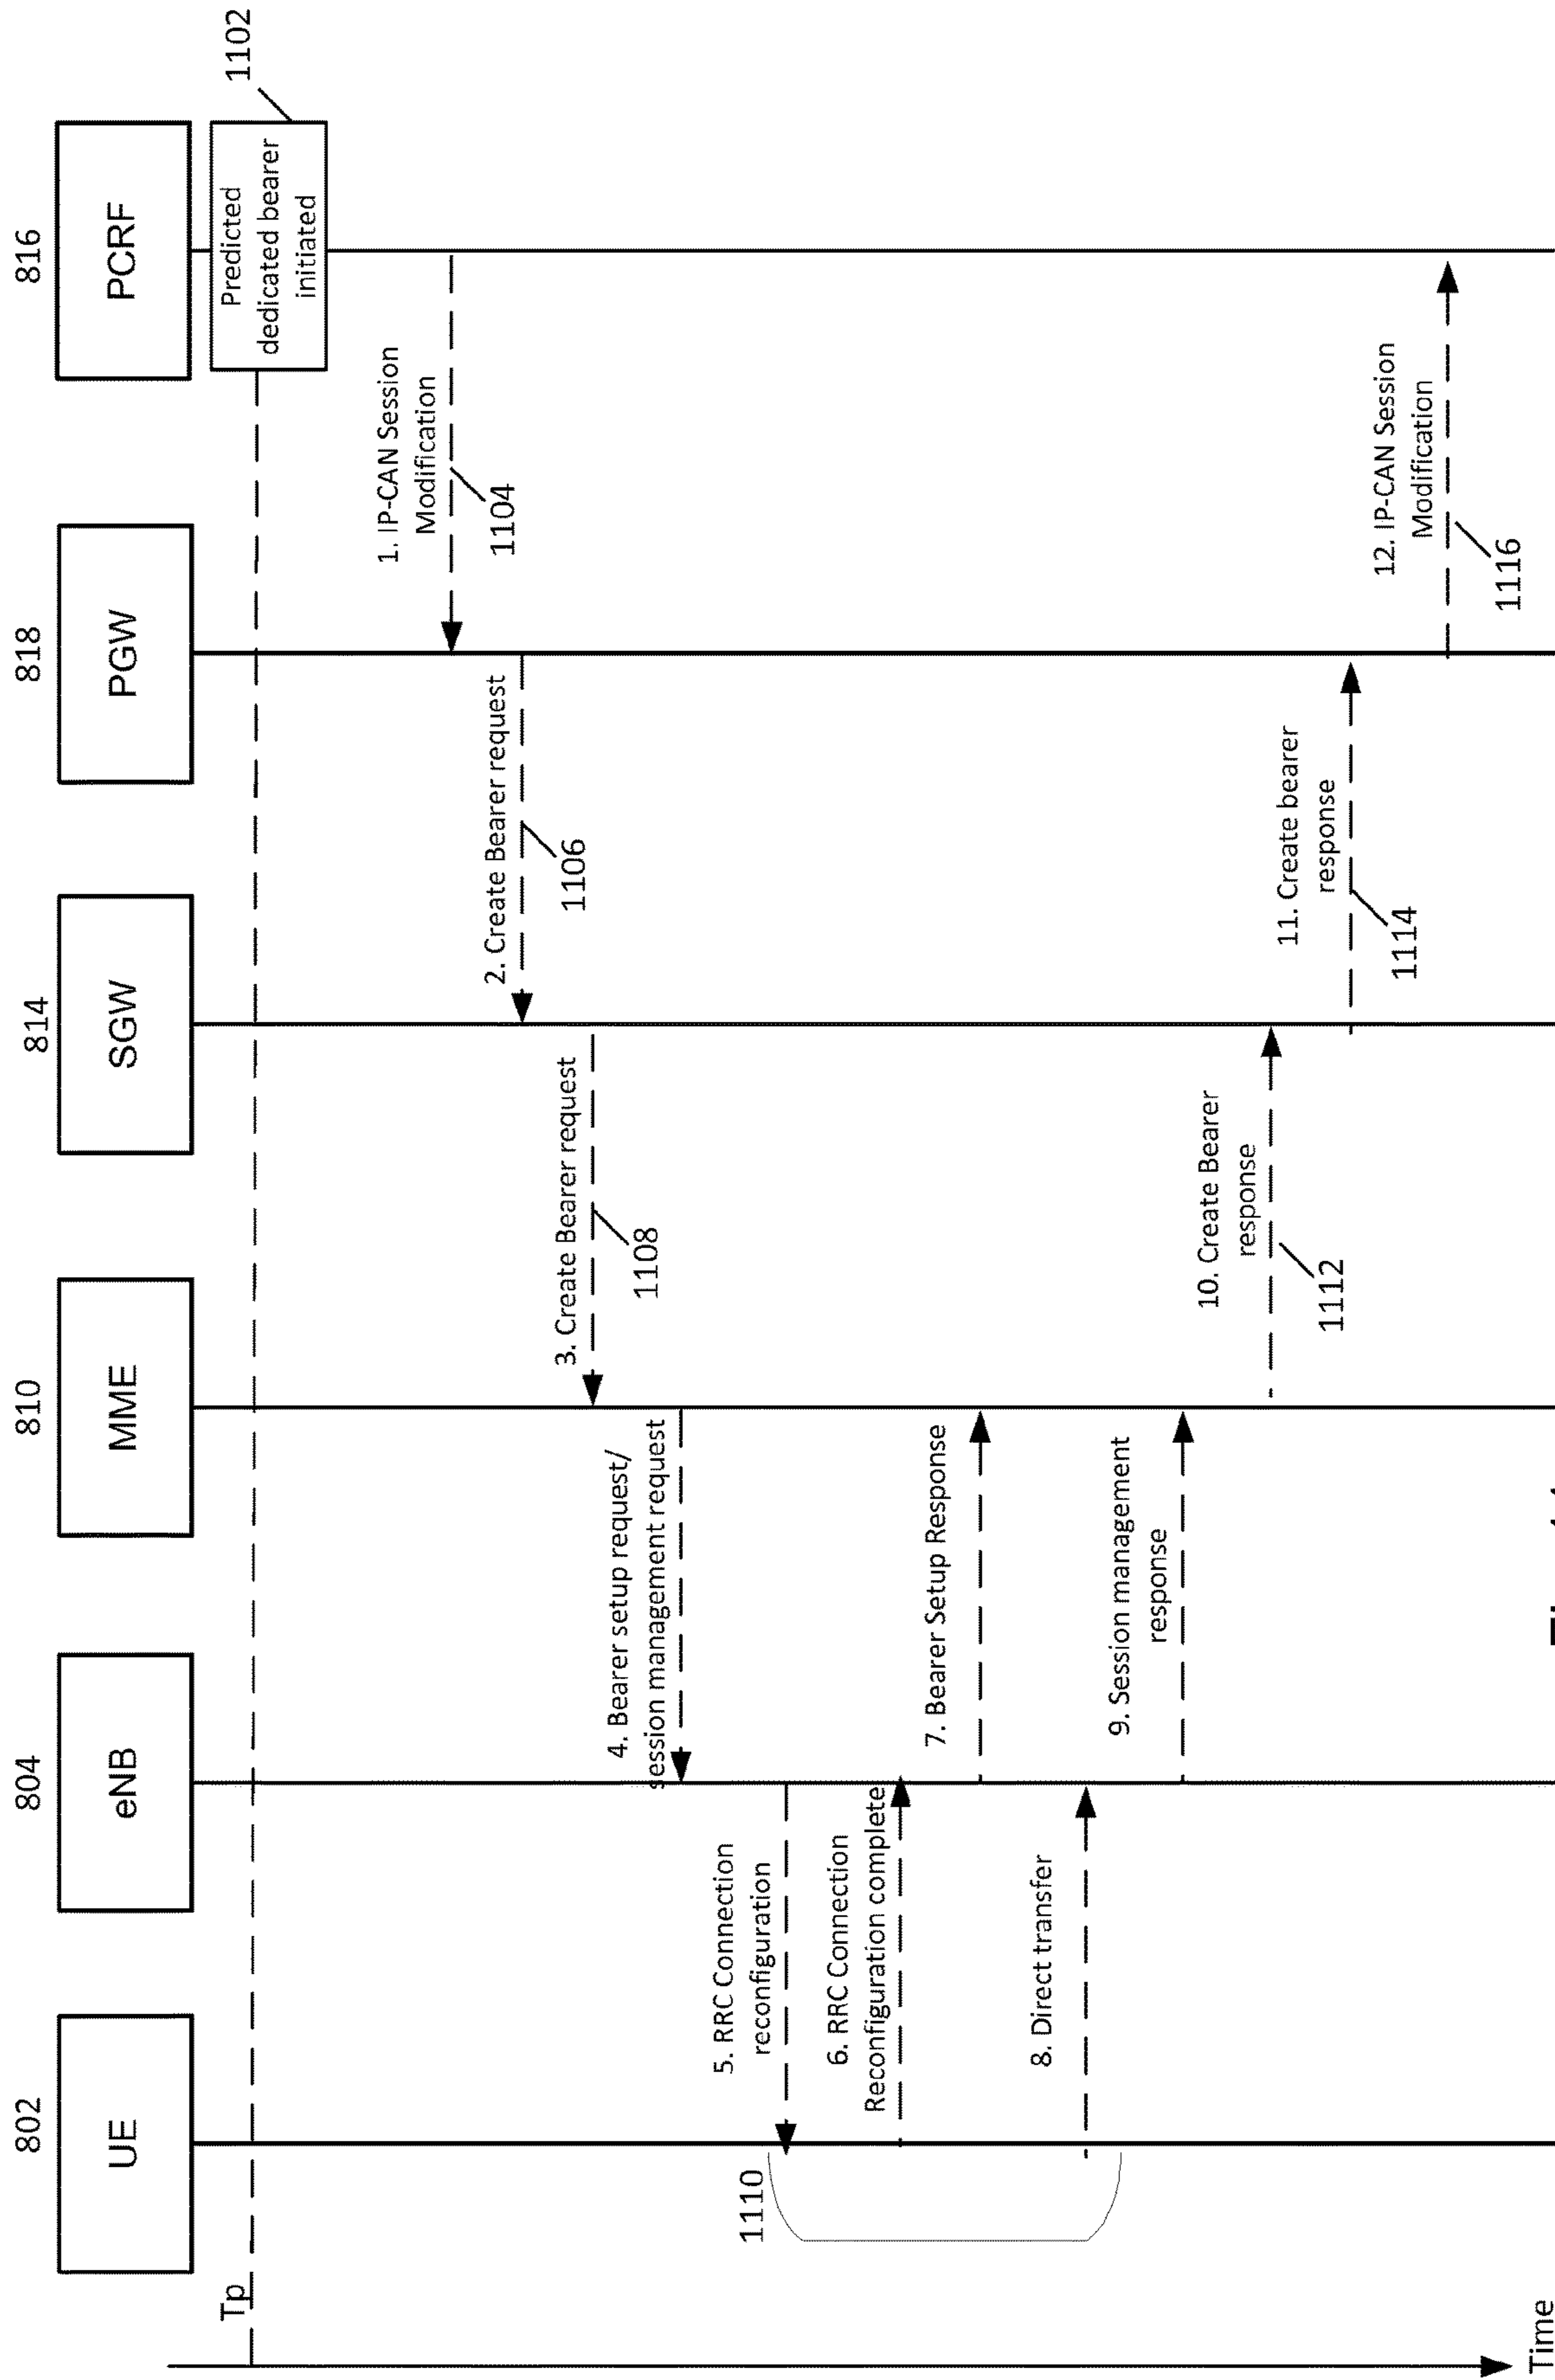 802
804
810
814
818
816
UE
eNB
MME
SGW
PGW
PCRF
Tp
Predicted
dedicated bearer
initiated
1102
1. IP-CAN Session
Modification
1104
2. Create Bearer request
1106
3. Create Bearer request
1108
4. Bearer setup request/
session management request
5. RRC Connection
reconfiguration
1110
6. RRC Connection
Reconfiguration complete
7. Bearer Setup Response
8. Direct transfer
9. Session management
response
10. Create Bearer
response
1112
11. Create bearer
response
1114
12. IP-CAN Session
Modification
1116
Time